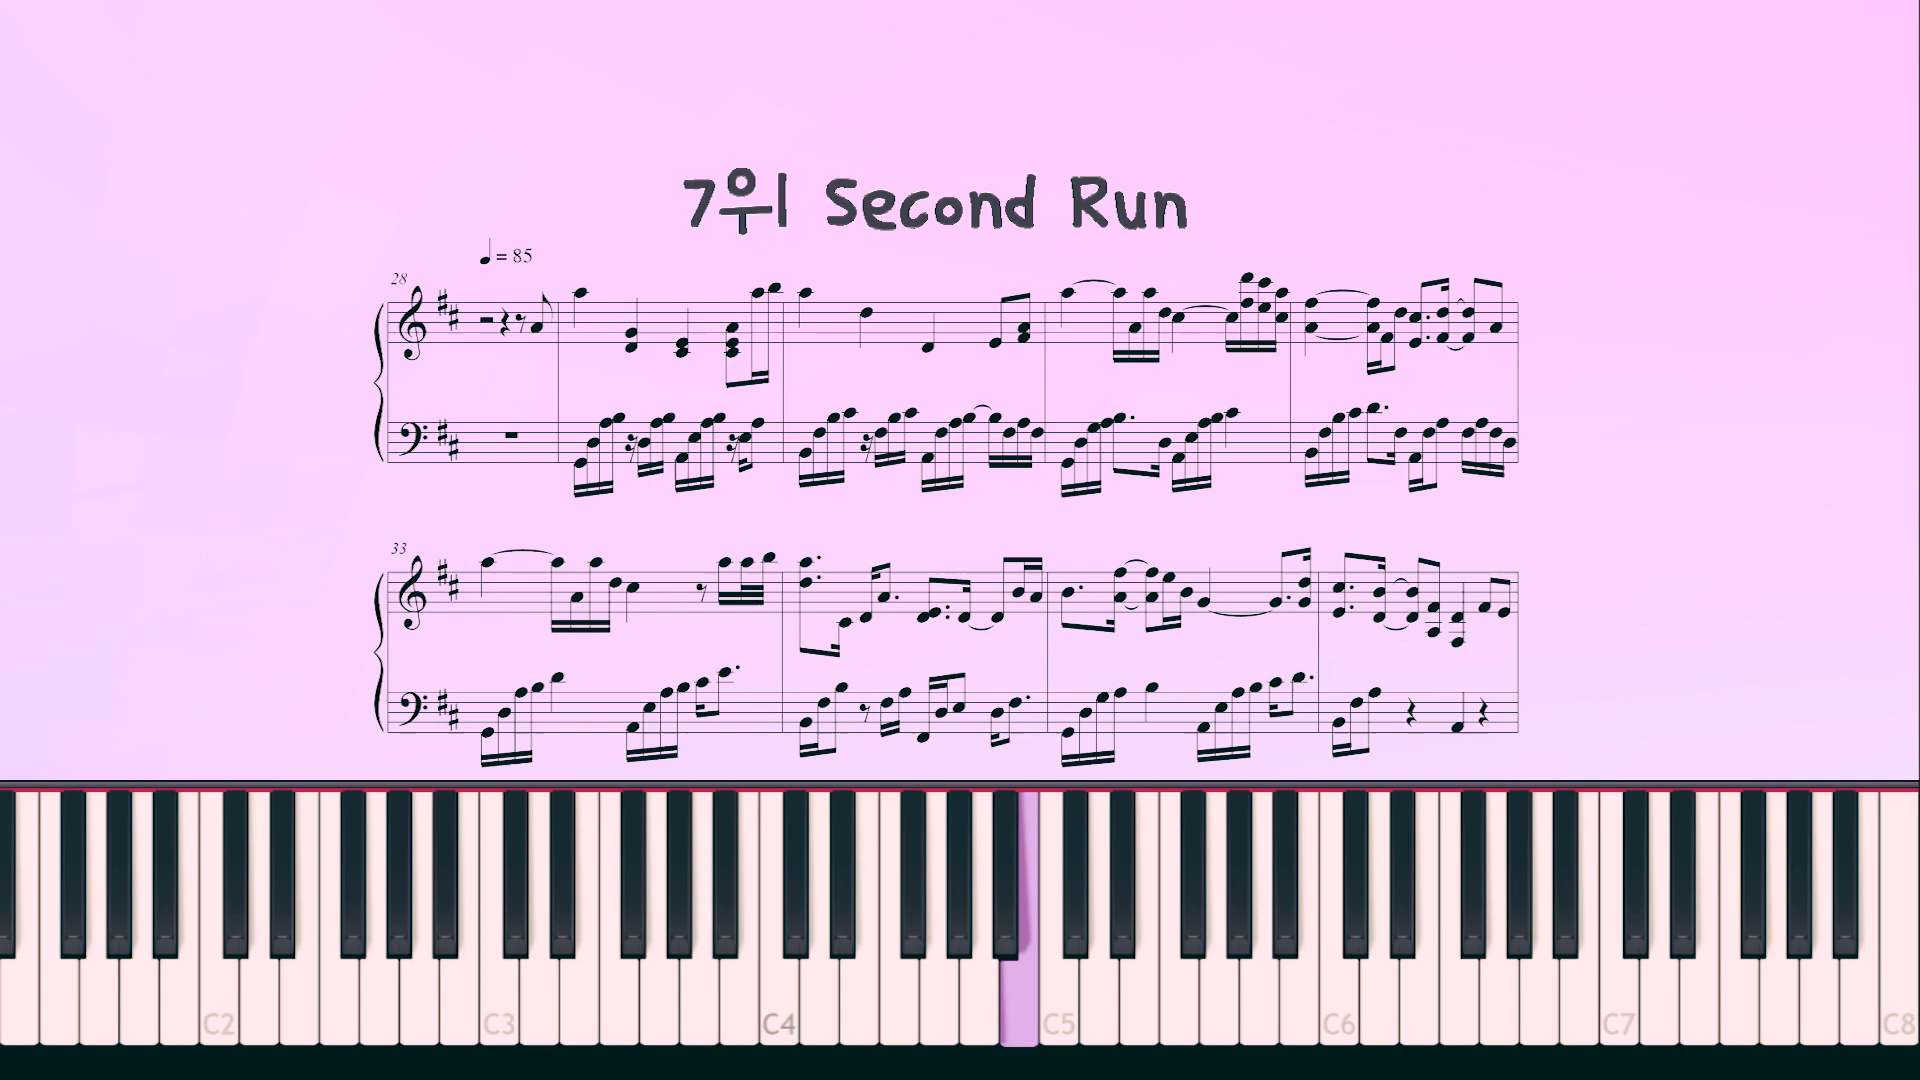 7위 Second Run
♩ = 85
28
33
C2 C3 C4 C5 C6 C7 C8